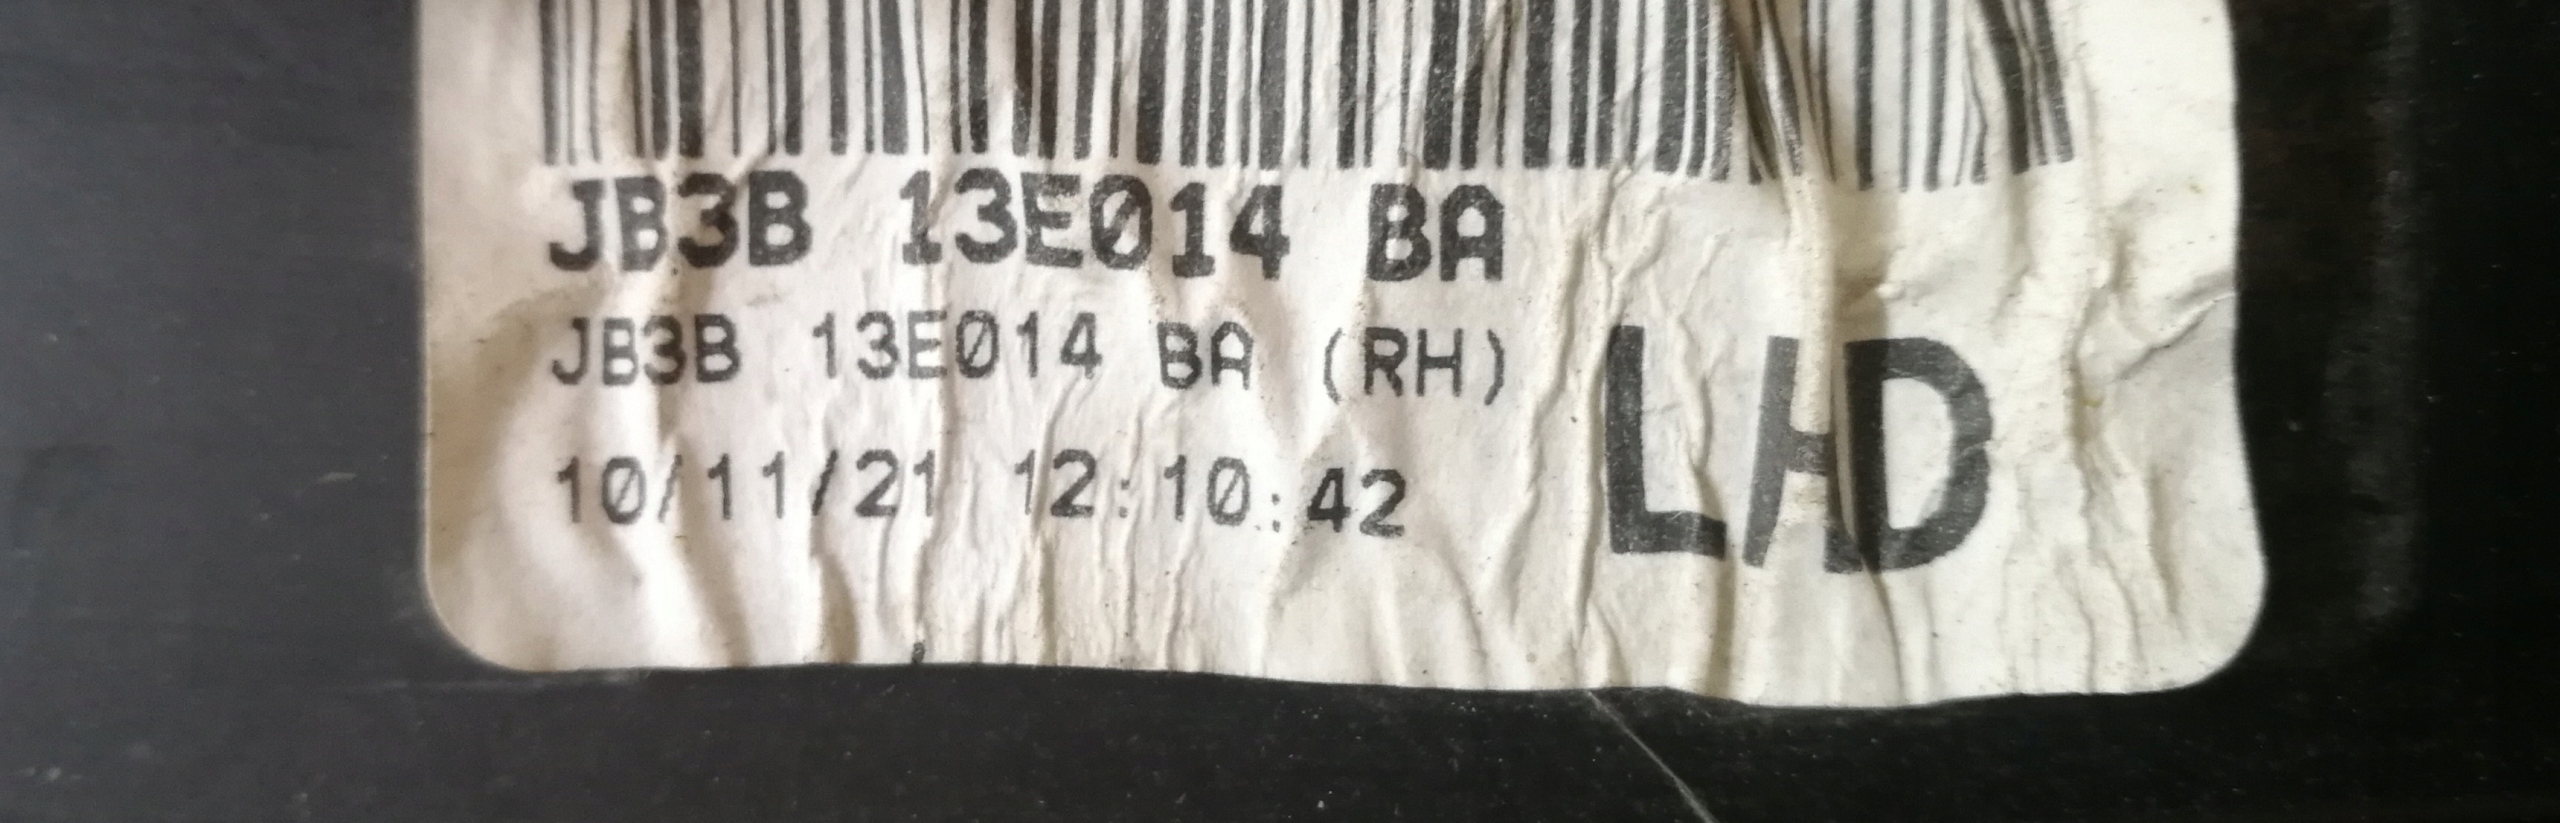 JB3B 13E014 BA
JB3B 13E014 BA (RH)
LHD
10/11/21 12:10:42